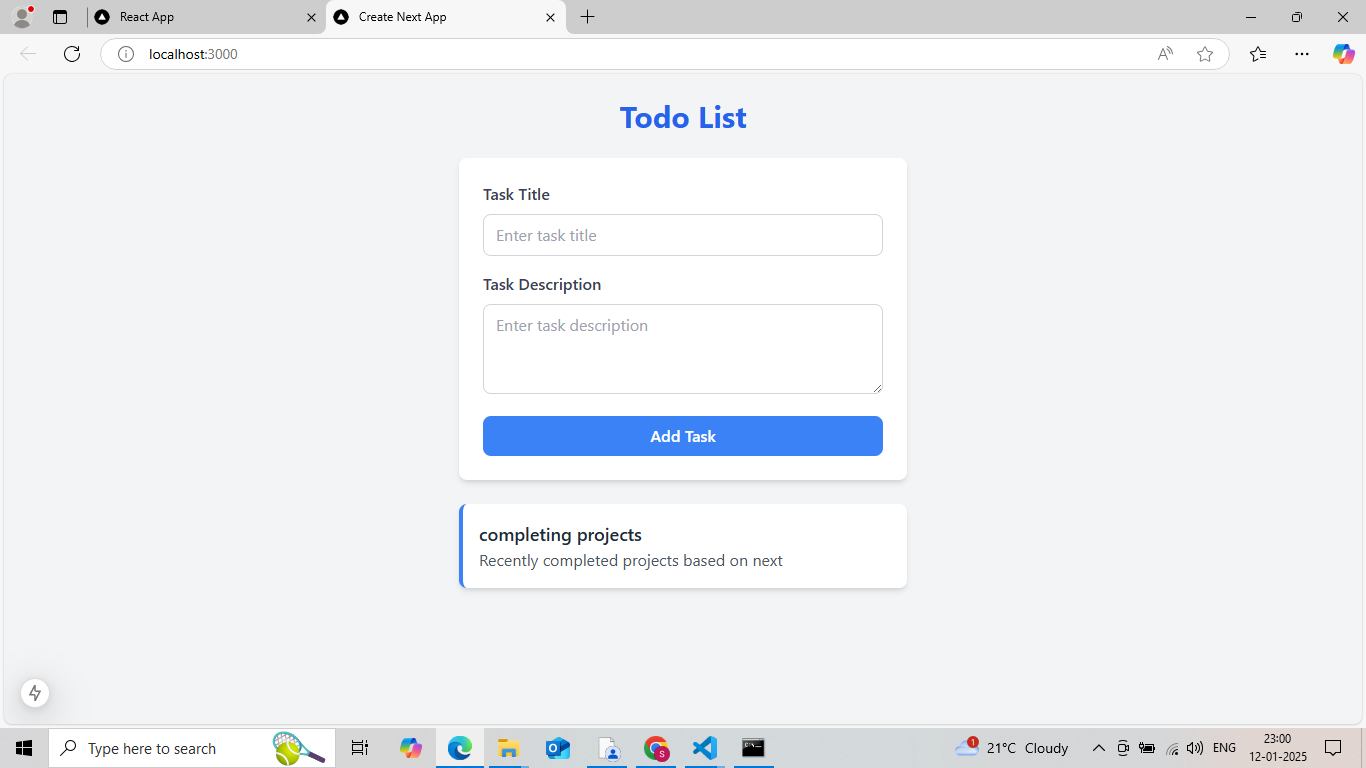 React App
Create Next App
localhost:3000
Todo List
Task Title
Enter task title
Task Description
Enter task description
Add Task
completing projects
Recently completed projects based on next
Type here to search
1
21°C Cloudy
ENG
23:00
12-01-2025